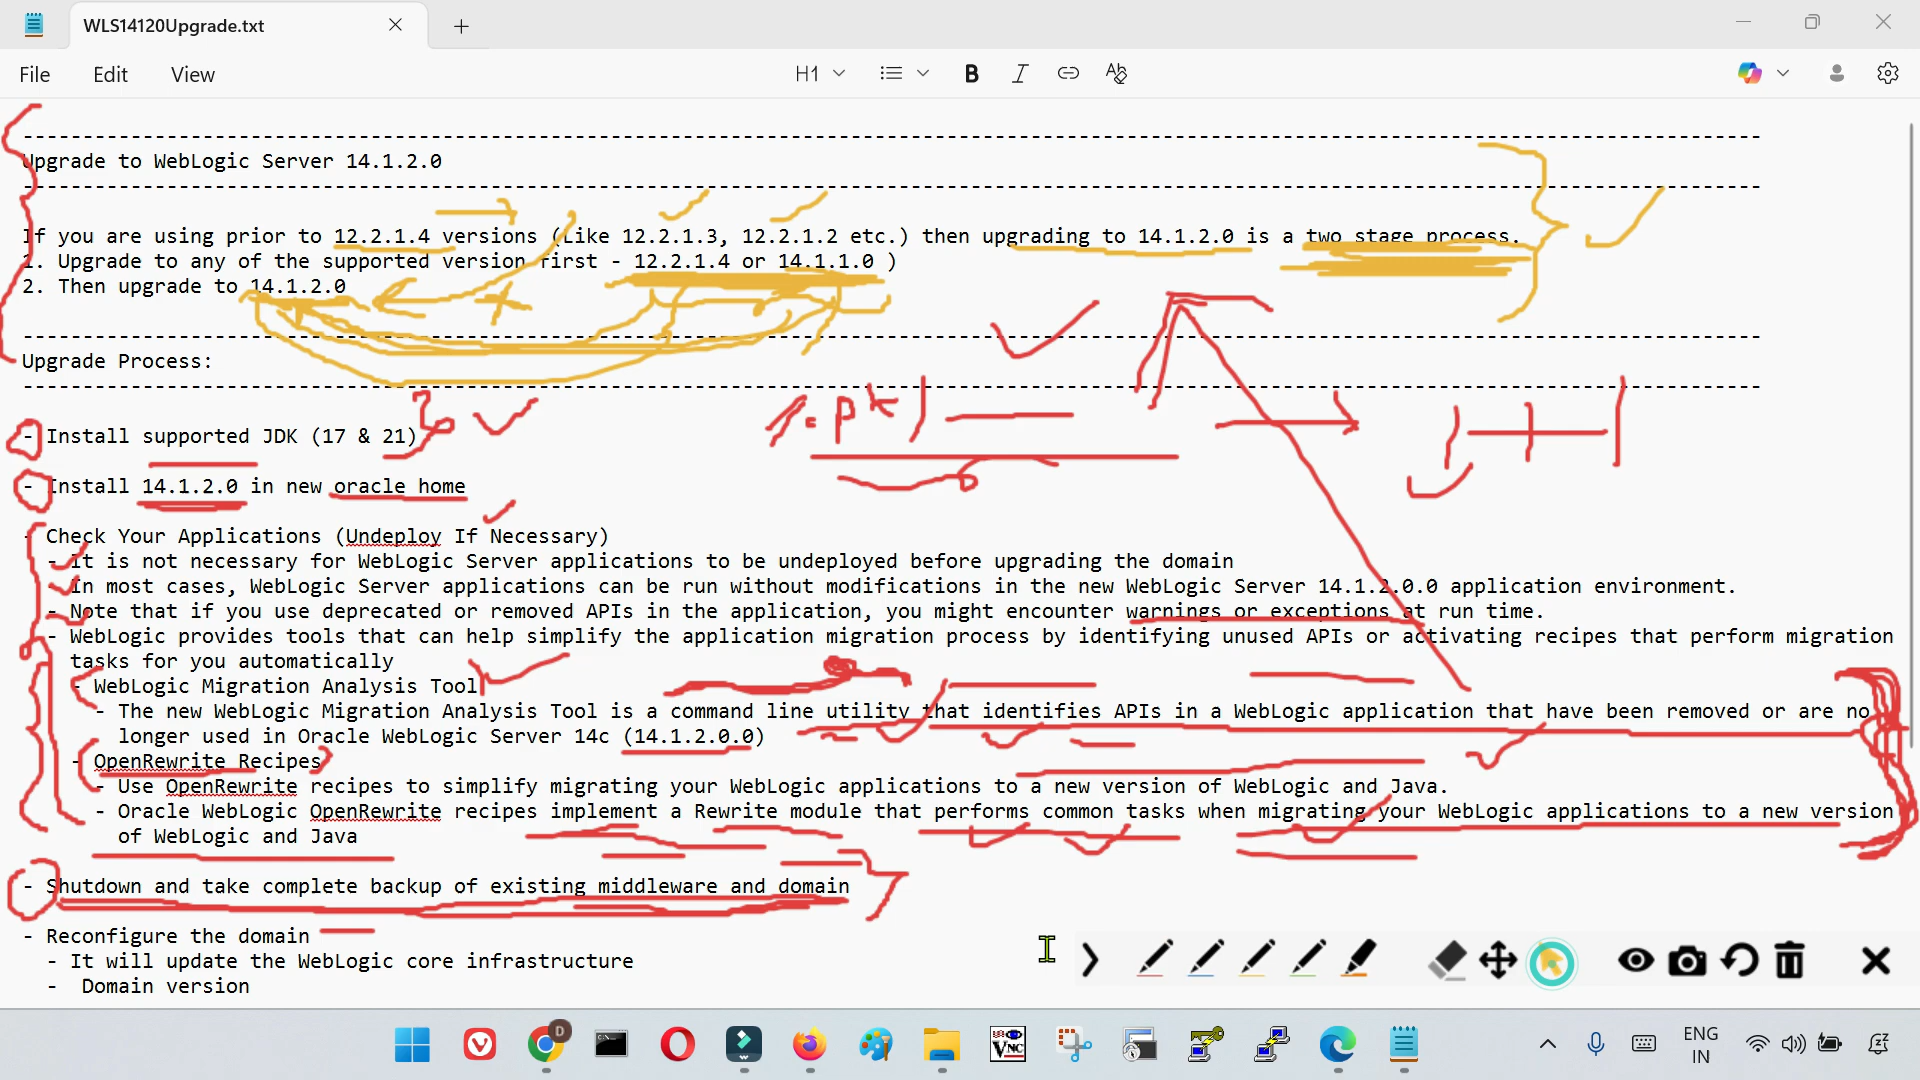 WLS14120Upgrade.txt
File Edit View
H1
Upgrade to WebLogic Server 14.1.2.0
If you are using prior to 12.2.1.4 versions (Like 12.2.1.3, 12.2.1.2 etc.) then upgrading to 14.1.2.0 is a two stage process.
1. Upgrade to any of the supported version first - 12.2.1.4 or 14.1.1.0 )
2. Then upgrade to 14.1.2.0
Upgrade Process:
- Install supported JDK (17 & 21)
- Install 14.1.2.0 in new oracle home
- Check Your Applications (Undeploy If Necessary)
- It is not necessary for WebLogic Server applications to be undeployed before upgrading the domain
- In most cases, WebLogic Server applications can be run without modifications in the new WebLogic Server 14.1.2.0.0 application environment.
- Note that if you use deprecated or removed APIs in the application, you might encounter warnings or exceptions at run time.
- WebLogic provides tools that can help simplify the application migration process by identifying unused APIs or activating recipes that perform migration
tasks for you automatically
- WebLogic Migration Analysis Tool
- The new WebLogic Migration Analysis Tool is a command line utility that identifies APIs in a WebLogic application that have been removed or are no
longer used in Oracle WebLogic Server 14c (14.1.2.0.0)
- OpenRewrite Recipes
- Use OpenRewrite recipes to simplify migrating your WebLogic applications to a new version of WebLogic and Java.
- Oracle WebLogic OpenRewrite recipes implement a Rewrite module that performs common tasks when migrating your WebLogic applications to a new version
of WebLogic and Java
- Shutdown and take complete backup of existing middleware and domain
- Reconfigure the domain
- It will update the WebLogic core infrastructure
- Domain version
D
VNC
ENG
IN